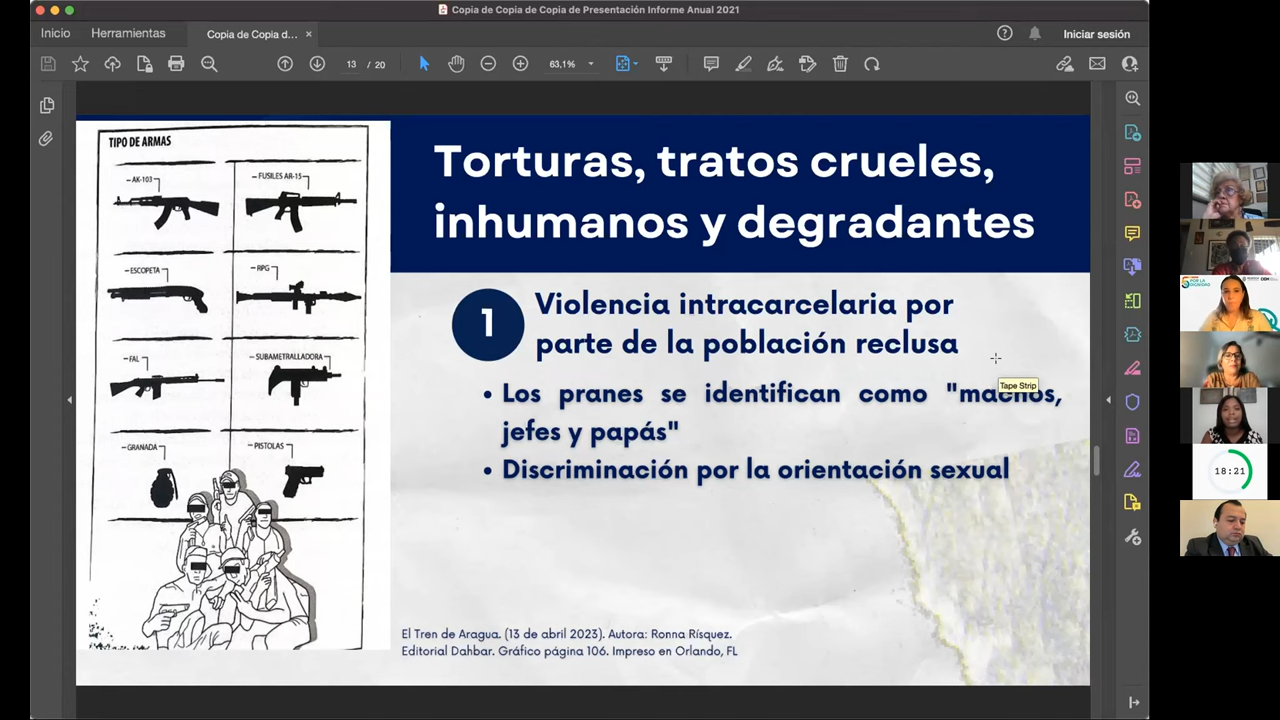 Copia de Copia de Copia de Presentación Informe Anual 2021
Inicio
Herramientas
Copia de Copia d...
Iniciar sesión
13 / 20
63,1%
TIPO DE ARMAS
AK-103
FUSILES AR-15
ESCOPETA
RPG
FAL
SUBAMETRALLADORA
GRANADA
PISTOLAS
Torturas, tratos crueles,
inhumanos y degradantes
1
Violencia intracarcelaria por
parte de la población reclusa
• Los pranes se identifican como "machos,
jefes y papás"
• Discriminación por la orientación sexual
Tape Strip
El Tren de Aragua. (13 de abril 2023). Autora: Ronna Rísquez.
Editorial Dahbar. Gráfico página 106. Impreso en Orlando, FL
POR LA
DIGNIDAD
18:21